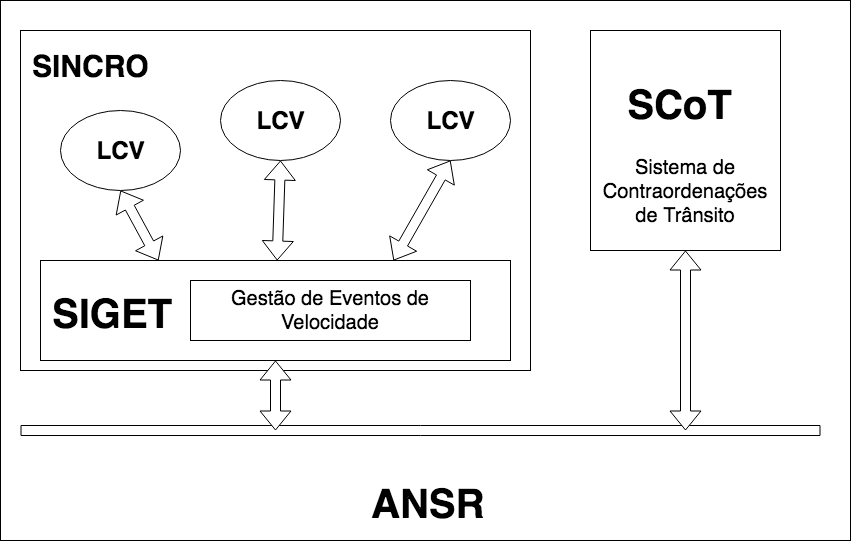 SINCRO
LCV
LCV
LCV
SIGET
Gestão de Eventos de
Velocidade
SCoT
Sistema de
Contraordenações
de Trânsito
ANSR